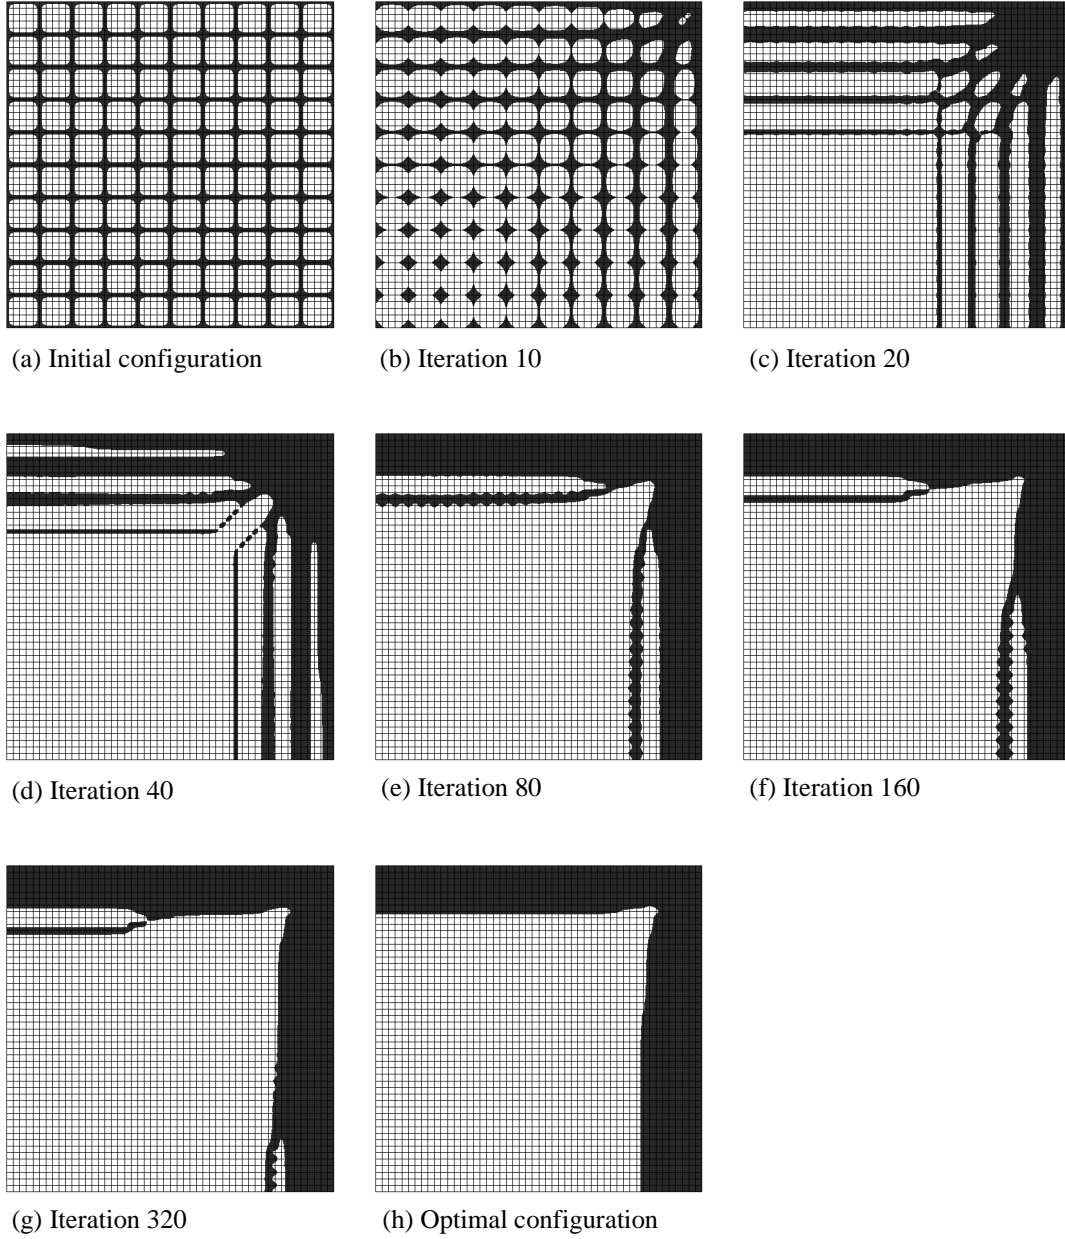 (a) Initial configuration
(b) Iteration 10
(c) Iteration 20
(d) Iteration 40
(e) Iteration 80
(f) Iteration 160
(g) Iteration 320
(h) Optimal configuration